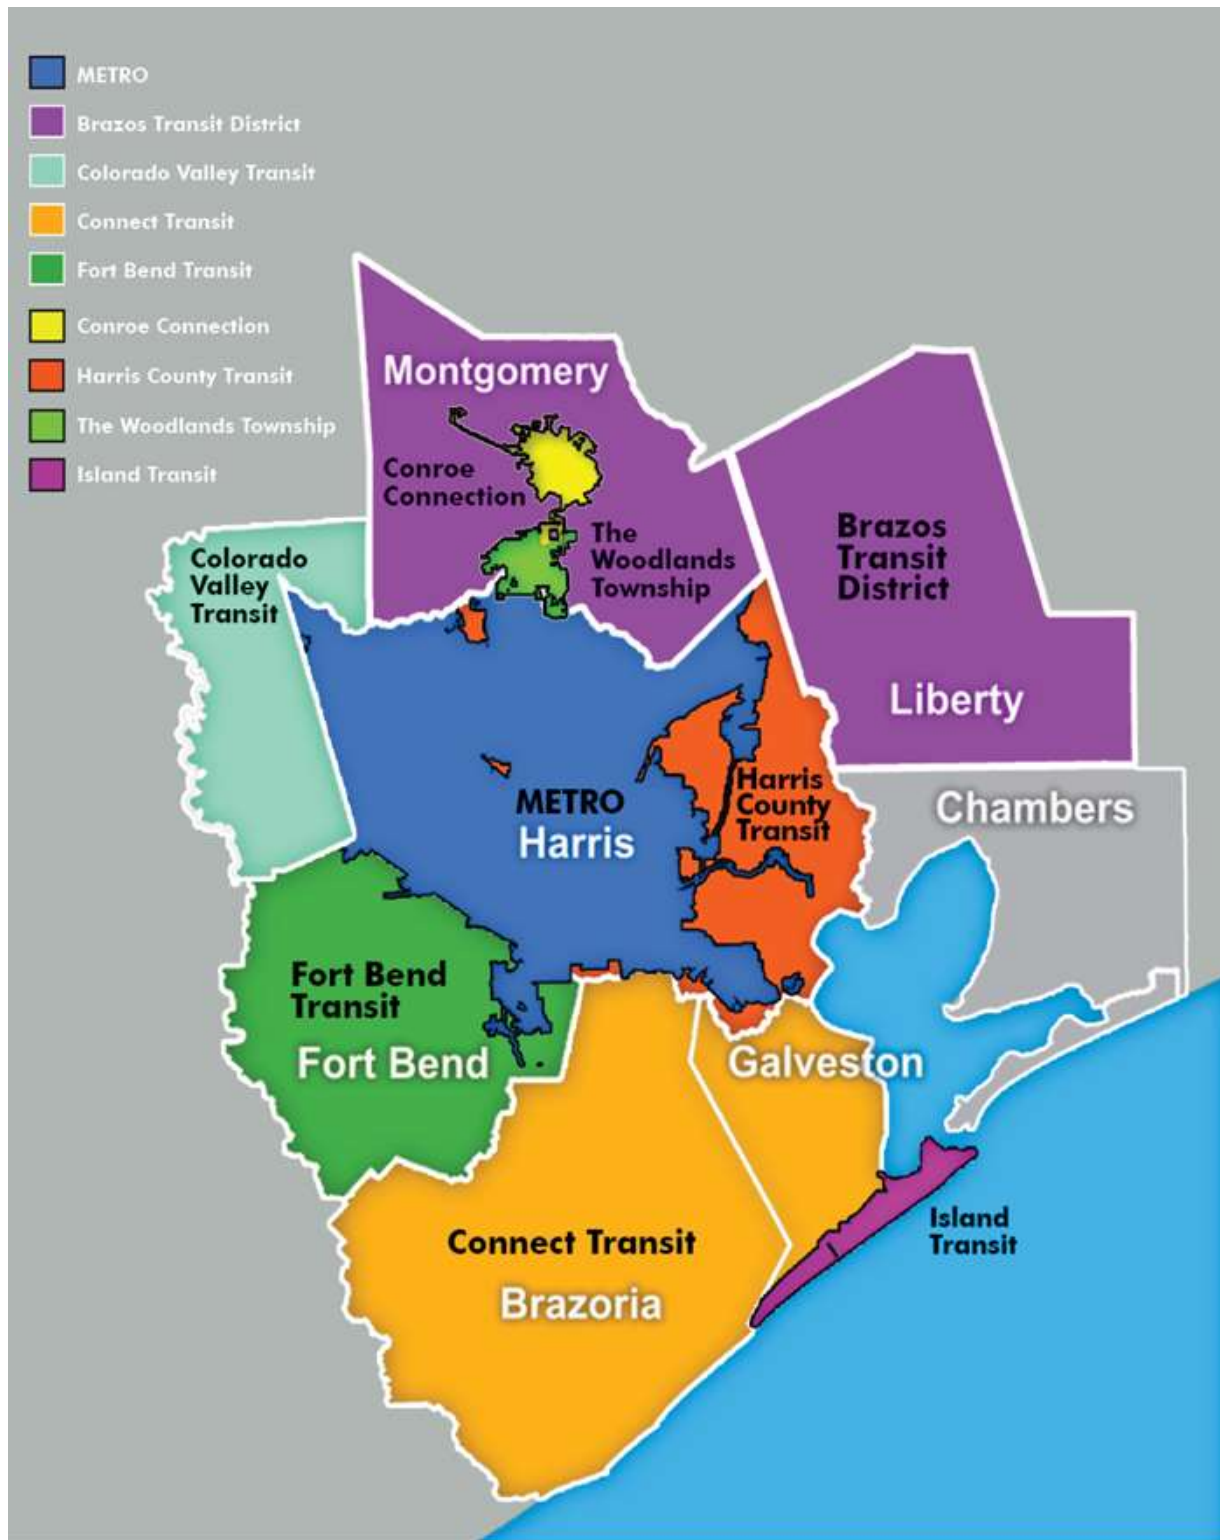 METRO
Brazos Transit District
Colorado Valley Transit
Connect Transit
Fort Bend Transit
Conroe Connection
Harris County Transit
The Woodlands Township
Island Transit
Montgomery
Conroe
Connection
The
Woodlands
Township
Brazos
Transit
District
Colorado
Valley
Transit
Liberty
Harris
County
Transit
METRO
Harris
Chambers
Fort Bend
Transit
Fort Bend
Galveston
Island
Transit
Connect Transit
Brazoria